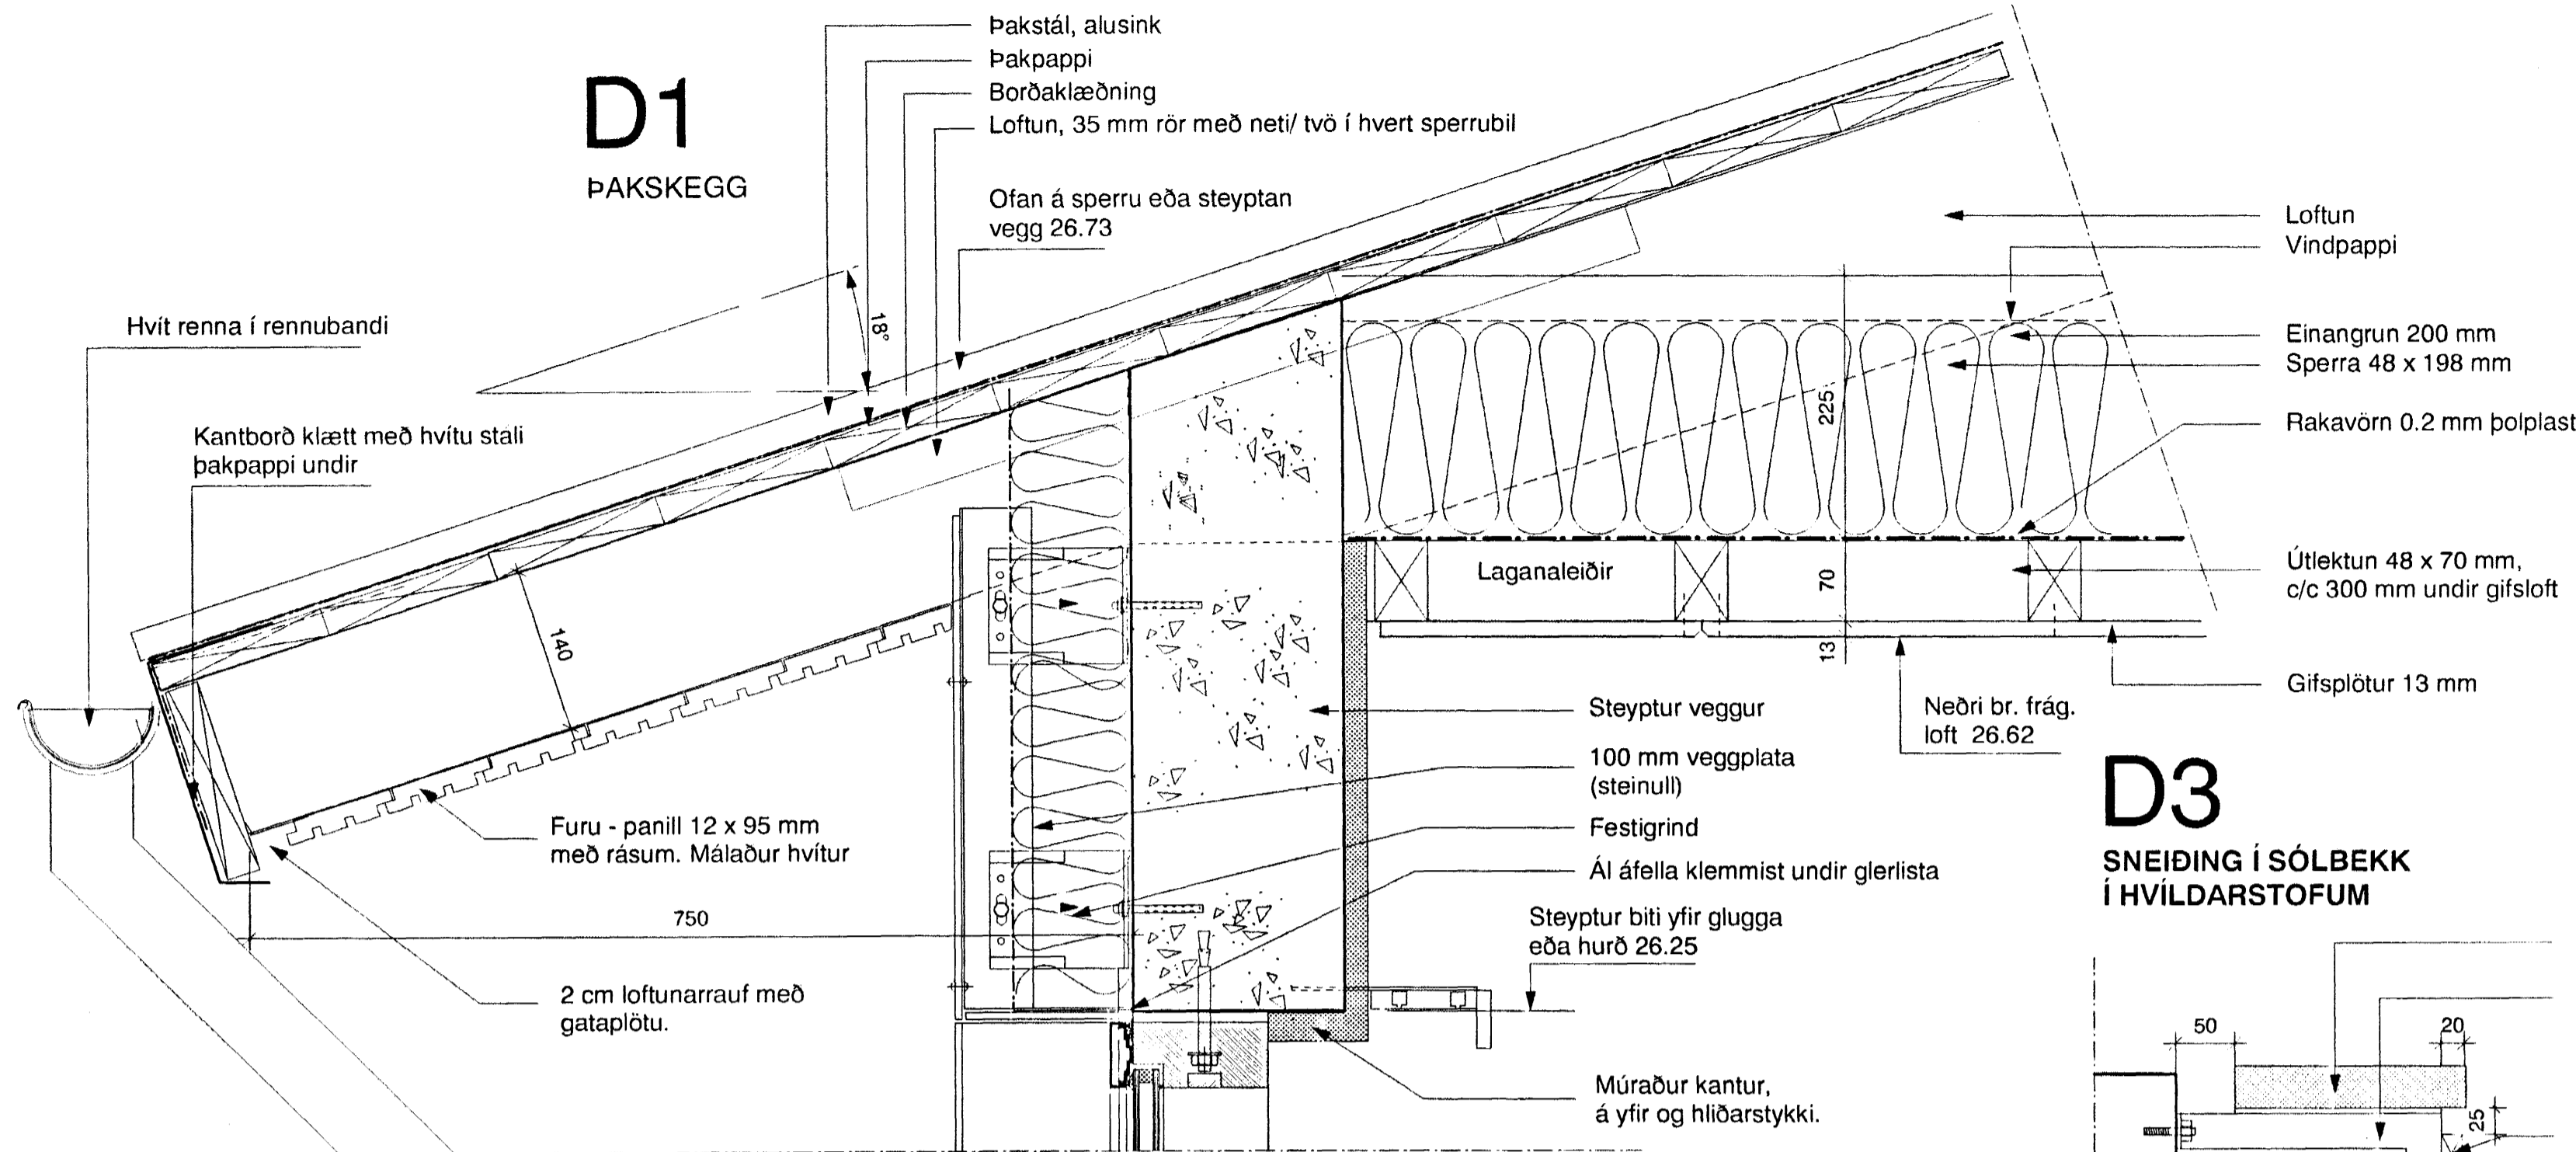 D1
ÞAKSKEGG
Þakstál, alusink
Þakpappi
Borðaklæðning
Loftun, 35 mm rör með neti/ tvö í hvert sperrubil
Ofan á sperru eða steyptan
vegg 26.73
18°
Hvít renna í rennubandi
Kantborð klætt með hvítu stáli
þakpappi undir
140
Furu - panill 12 x 95 mm
með rásum. Málaður hvítur
750
2 cm loftunarrauf með
gataplötu.
Loftun
Vindpappi
Einangrun 200 mm
Sperra 48 x 198 mm
225
Rakavörn 0.2 mm þolplast
Laganaleiðir
70
Útlektun 48 x 70 mm,
c/c 300 mm undir gifsloft
13
Gifsplötur 13 mm
Neðri br. frág.
loft 26.62
Steyptur veggur
100 mm veggplata
(steinull)
Festigrind
Ál áfella klemmist undir glerlista
Steyptur biti yfir glugga
eða hurð 26.25
Múraður kantur,
á yfir og hliðarstykki.
D3
SNEIÐING Í SÓLBEKK
Í HVÍLDARSTOFUM
50
20
25